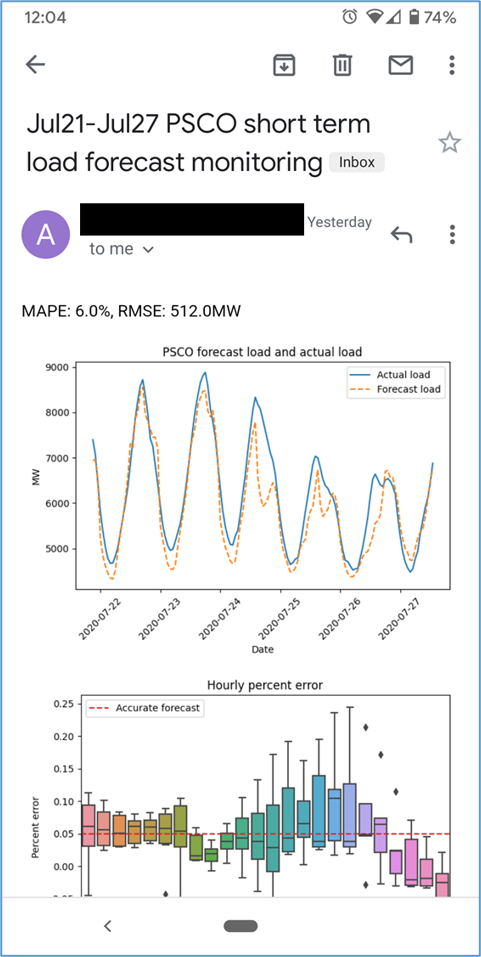 12:04
74%
Jul21-Jul27 PSCO short term
load forecast monitoring Inbox
A
Yesterday
to me
MAPE: 6.0%, RMSE: 512.0MW
PSCO forecast load and actual load
Actual load
Forecast load
9000
8000
7000
6000
5000
MW
2020-07-22
2020-07-23
2020-07-24
2020-07-25
2020-07-26
2020-07-27
Date
Hourly percent error
Accurate forecast
0.25
0.20
0.15
0.10
0.05
0.00
Percent error